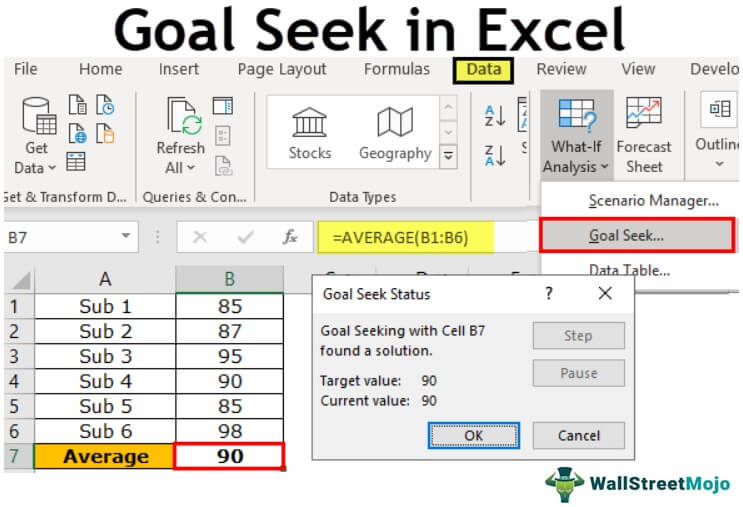 Goal Seek in Excel
File Home Insert Page Layout Formulas Data Review View Develo
Get Data
Refresh All
Stocks
Geography
A Z
Z A
What-If Analysis
Forecast Sheet
Outline
Get & Transform D...
Queries & Con...
Data Types
Scenario Manager...
Goal Seek...
Data Table...
B7 fx =AVERAGE(B1:B6)
A B
1 Sub 1 85
2 Sub 2 87
3 Sub 3 95
4 Sub 4 90
5 Sub 5 85
6 Sub 6 98
7 Average 90
Goal Seek Status ? X
Goal Seeking with Cell B7
found a solution.
Target value: 90
Current value: 90
Step
Pause
OK
Cancel
WallStreetMojo